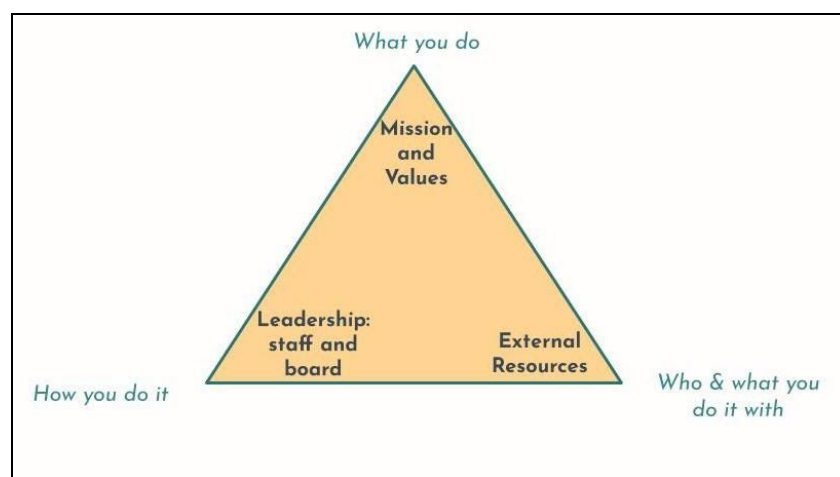 What you do
Mission
and
Values
Leadership:
staff and
board
External
Resources
How you do it
Who & what you
do it with